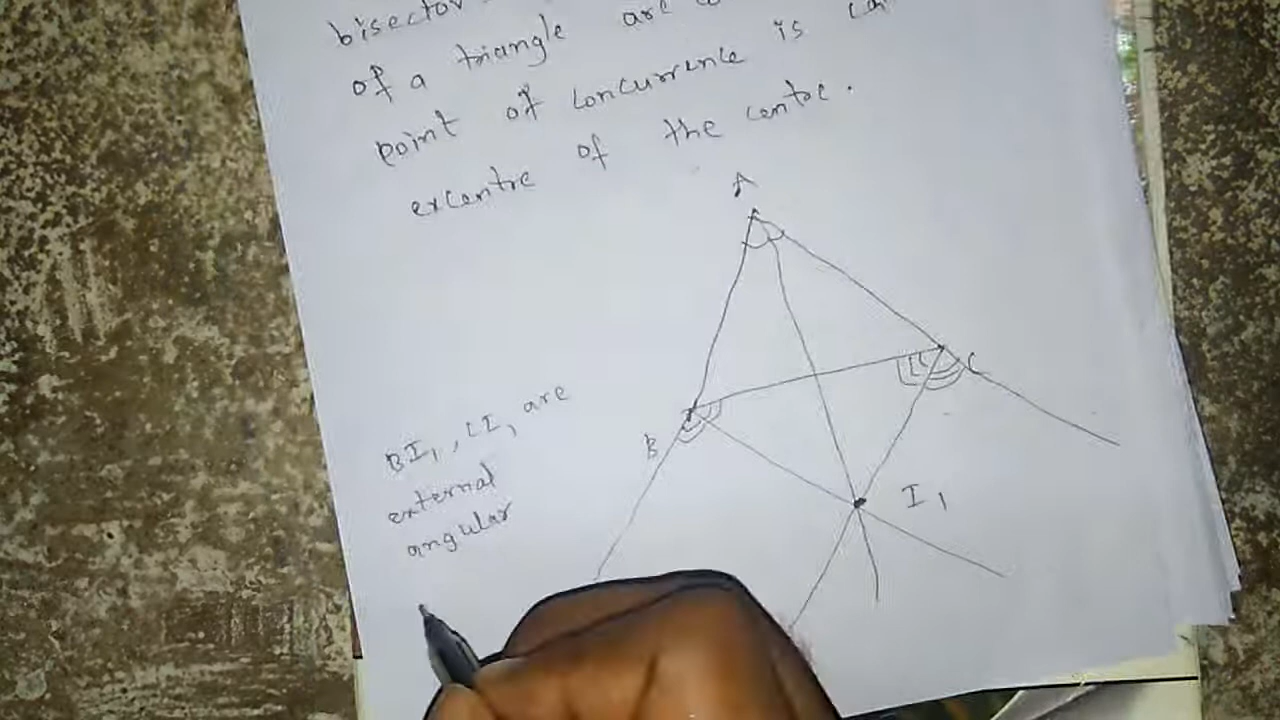 bisector
of a triangle are
point of concurrence is
excentre of the centre.
A
B
C
I₁
BI₁, CI₁ are
external
angular